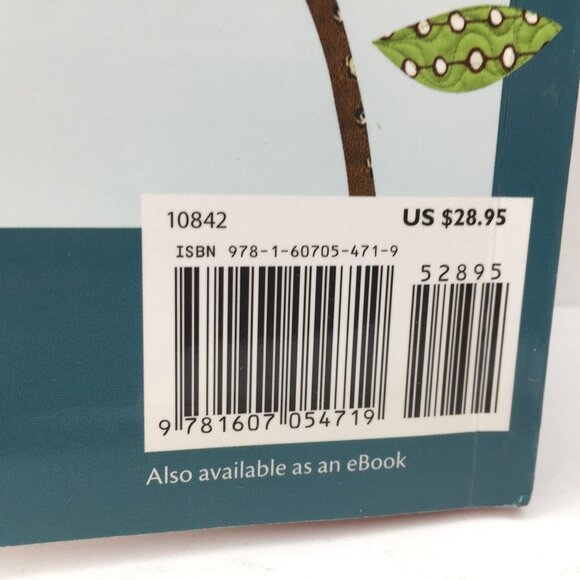 10842 US $28.95
ISBN 978-1-60705-471-9
52895
9 781607 054719
Also available as an eBook